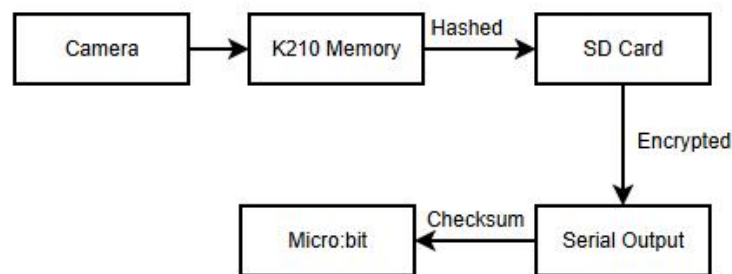 Camera
K210 Memory
Hashed
SD Card
Encrypted
Serial Output
Checksum
Micro:bit